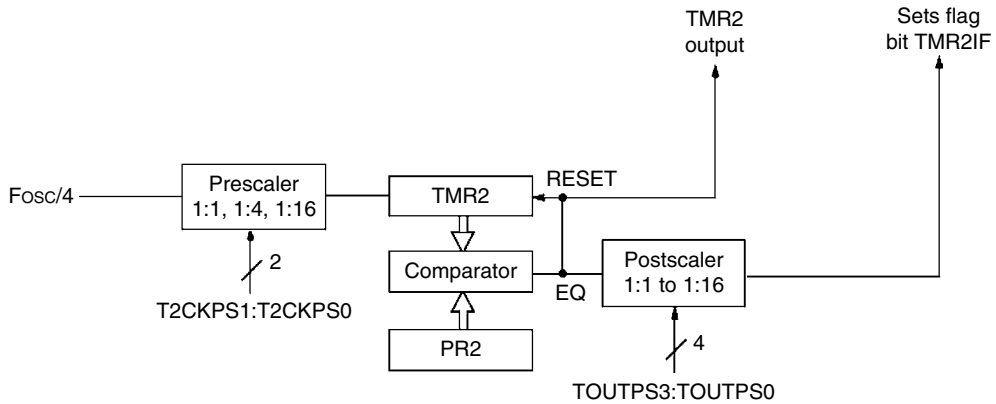 TMR2
output
Sets flag
bit TMR2IF
FOSC/4
Prescaler
1:1, 1:4, 1:16
TMR2
RESET
2
T2CKPS1:T2CKPS0
Comparator
EQ
Postscaler
1:1 to 1:16
PR2
4
TOUTPS3:TOUTPS0